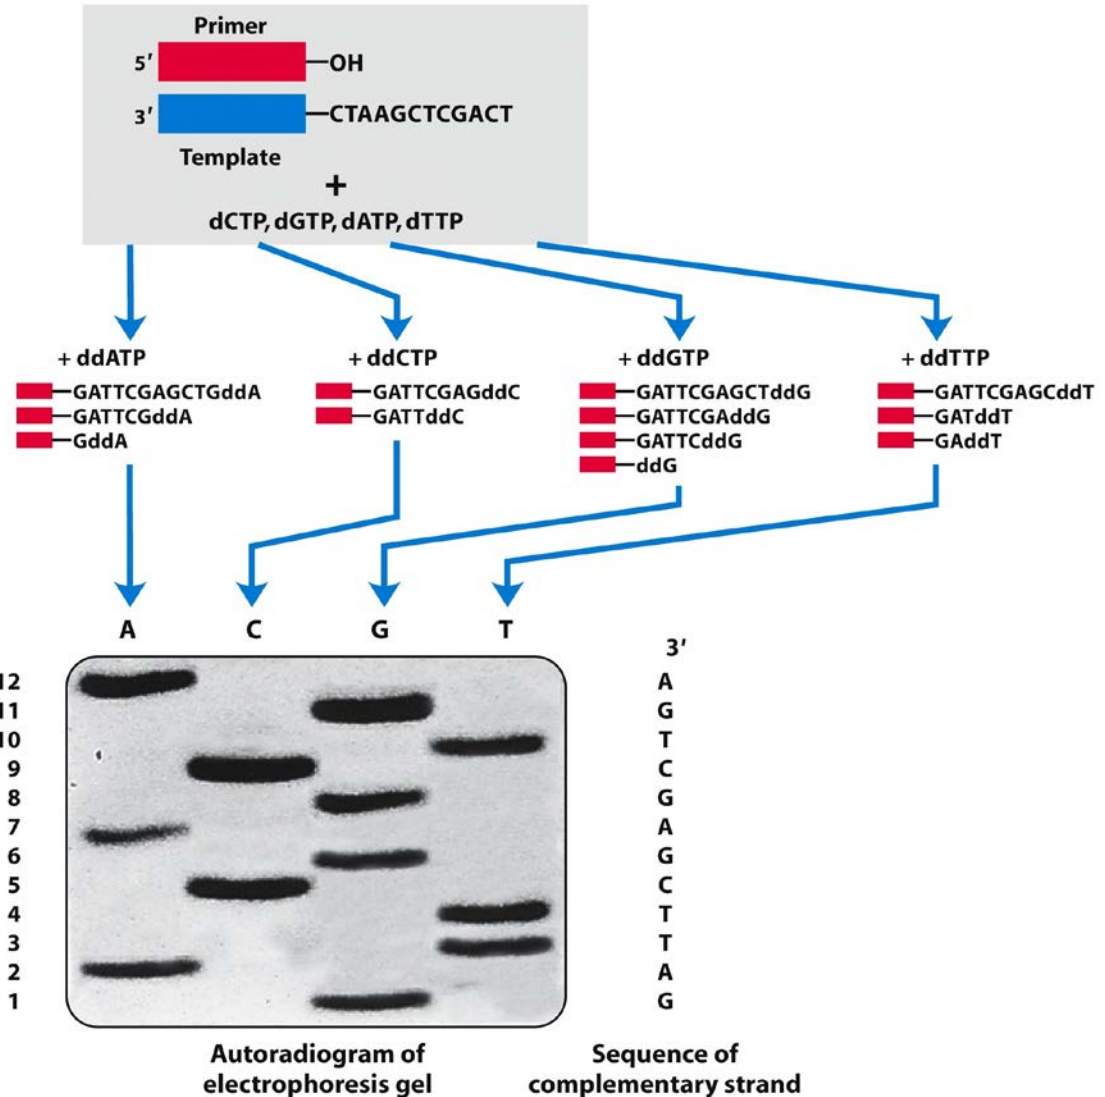 Primer
5′ —OH
3′ —CTAAGCTCGACT
Template
+
dCTP, dGTP, dATP, dTTP
+ ddATP
GATTCGAGCTGddA
GATTCGddA
GddA
+ ddCTP
GATTCGAGddC
GATTddC
+ ddGTP
GATTCGAGCTddG
GATTCGAddG
GATTCddG
ddG
+ ddTTP
GATTCGAGCddT
GATddT
GAddT
A C G T
3′
12 A
11 G
10 T
9 C
8 G
7 A
6 G
5 C
4 T
3 T
2 A
1 G
Autoradiogram of
electrophoresis gel
Sequence of
complementary strand